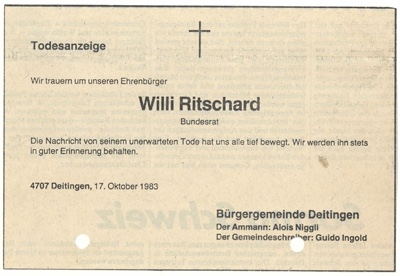 Todesanzeige
Wir trauern um unseren Ehrenbürger
Willi Ritschard
Bundesrat
Die Nachricht von seinem unerwarteten Tode hat uns alle tief bewegt. Wir werden ihn stets
in guter Erinnerung behalten.
4707 Deitingen, 17. Oktober 1983
Bürgergemeinde Deitingen
Der Ammann: Alois Niggli
Der Gemeindeschreiber: Guido Ingold
Schweiz